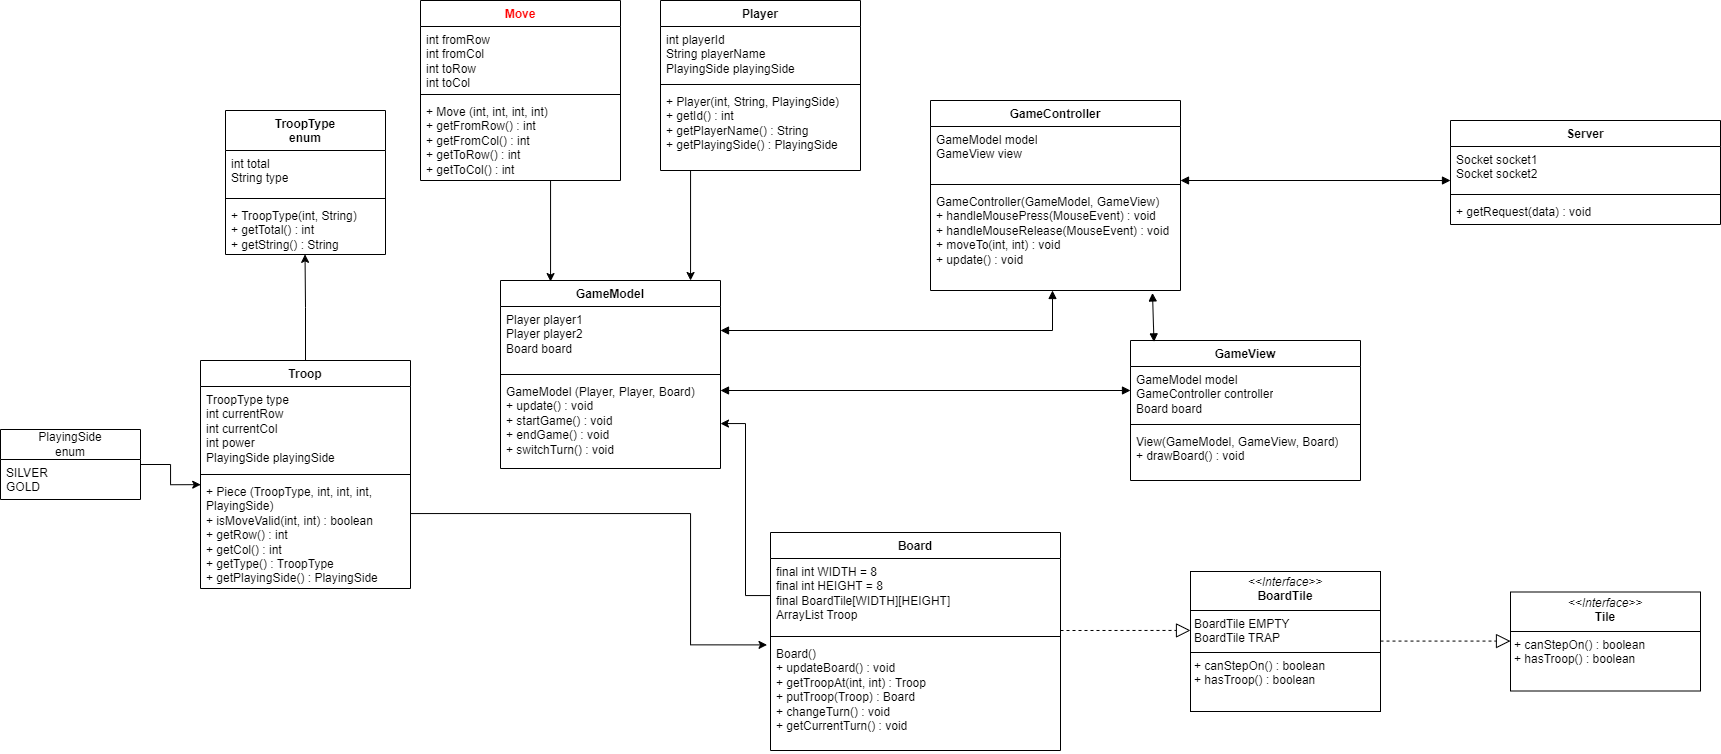 Move
int fromRow
int fromCol
int toRow
int toCol
+ Move (int, int, int, int)
+ getFromRow() : int
+ getFromCol() : int
+ getToRow() : int
+ getToCol() : int
Player
int playerId
String playerName
PlayingSide playingSide
+ Player(int, String, PlayingSide)
+ getId() : int
+ getPlayerName() : String
+ getPlayingSide() : PlayingSide
TroopType
enum
int total
String type
+ TroopType(int, String)
+ getTotal() : int
+ getString() : String
GameController
GameModel model
GameView view
GameController(GameModel, GameView)
+ handleMousePress(MouseEvent) : void
+ handleMouseRelease(MouseEvent) : void
+ moveTo(int, int) : void
+ update() : void
Server
Socket socket1
Socket socket2
+ getRequest(data) : void
GameModel
Player player1
Player player2
Board board
GameModel (Player, Player, Board)
+ update() : void
+ startGame() : void
+ endGame() : void
+ switchTurn() : void
GameView
GameModel model
GameController controller
Board board
View(GameModel, GameView, Board)
+ drawBoard() : void
Troop
TroopType type
int currentRow
int currentCol
int power
PlayingSide playingSide
+ Piece (TroopType, int, int, int,
PlayingSide)
+ isMoveValid(int, int) : boolean
+ getRow() : int
+ getCol() : int
+ getType() : TroopType
+ getPlayingSide() : PlayingSide
PlayingSide
enum
SILVER
GOLD
Board
final int WIDTH = 8
final int HEIGHT = 8
final BoardTile[WIDTH][HEIGHT]
ArrayList Troop
Board()
+ updateBoard() : void
+ getTroopAt(int, int) : Troop
+ putTroop(Troop) : Board
+ changeTurn() : void
+ getCurrentTurn() : void
<<Interface>>
BoardTile
BoardTile EMPTY
BoardTile TRAP
+ canStepOn() : boolean
+ hasTroop() : boolean
<<Interface>>
Tile
+ canStepOn() : boolean
+ hasTroop() : boolean